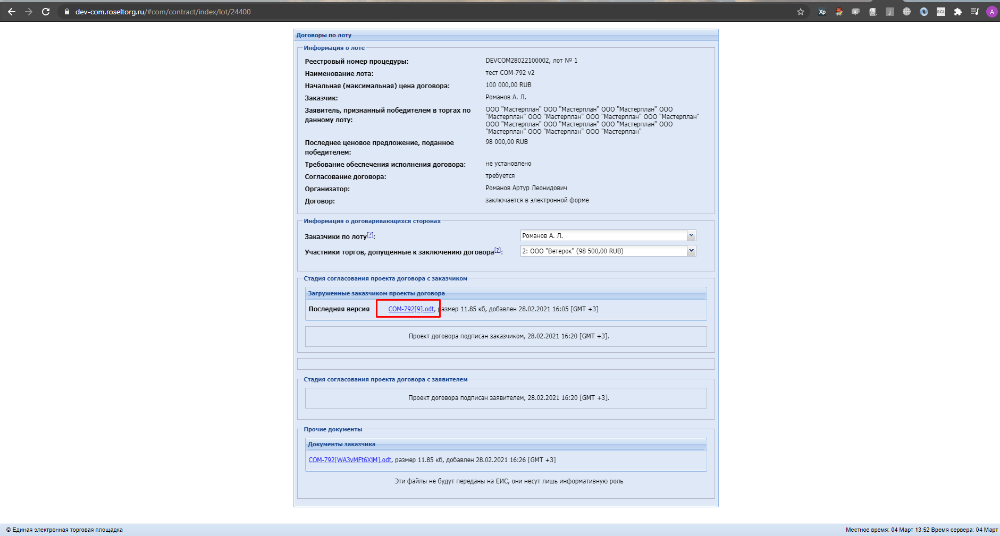 dev-com.roseltorg.ru/#com/contract/index/lot/24400
Xp
j
SCL
A
Договоры по лоту
Информация о лоте
Реестровый номер процедуры: DEVCOM28022100002, лот № 1
Наименование лота: тест COM-792 v2
Начальная (максимальная) цена договора: 100 000,00 RUB
Заказчик: Романов А. Л.
Заявитель, признанный победителем в торгах по
данному лоту:
ООО "Мастерплан" ООО "Мастерплан" ООО "Мастерплан" ООО
"Мастерплан" ООО "Мастерплан" ООО "Мастерплан" ООО "Мастерплан"
ООО "Мастерплан" ООО "Мастерплан" ООО "Мастерплан" ООО
"Мастерплан" ООО "Мастерплан" ООО "Мастерплан"
Последнее ценовое предложение, поданное
победителем:
98 000,00 RUB
Требование обеспечения исполнения договора: не установлено
Согласование договора: требуется
Организатор: Романов Артур Леонидович
Договор: заключается в электронной форме
Информация о договаривающихся сторонах
Заказчики по лоту[?]: Романов А. Л.
Участники торгов, допущенные к заключению договора[?]: 2: ООО "Ветерок" (98 500,00 RUB)
Стадия согласования проекта договора с заказчиком
Загруженные заказчиком проекты договора
Последняя версия COM-792[9].odt, размер 11.85 кб, добавлен 28.02.2021 16:05 [GMT +3]
Проект договора подписан заказчиком, 28.02.2021 16:20 [GMT +3].
Стадия согласования проекта договора с заявителем
Проект договора подписан заявителем, 28.02.2021 16:20 [GMT +3].
Прочие документы
Документы заказчика
COM-792[WA3vMFt6XjM].odt, размер 11.85 кб, добавлен 28.02.2021 16:26 [GMT +3]
Эти файлы не будут переданы на ЕИС, они несут лишь информативную роль
© Единая электронная торговая площадка
Местное время: 04 Март 13:52 Время сервера: 04 Март